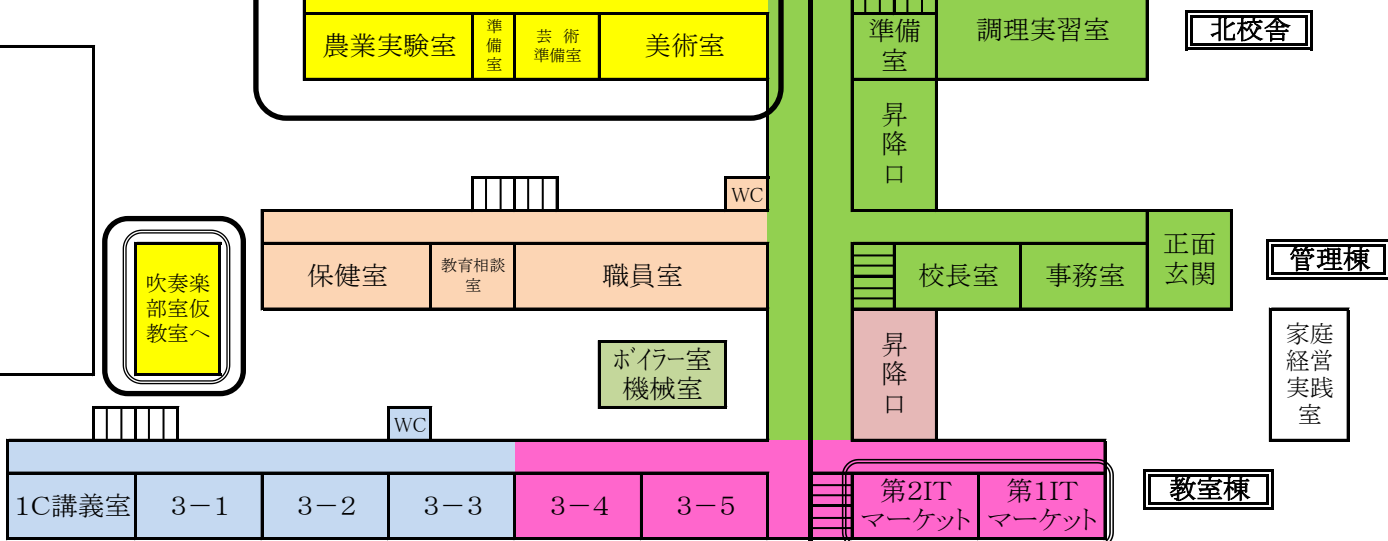 農業実験室
準
備
室
芸 術
準備室
美術室
準備
室
調理実習室
北校舎
昇
降
口
WC
保健室
教育相談
室
職員室
校長室
事務室
正面
玄関
管理棟
吹奏楽
部室仮
教室へ
ﾎﾞｲﾗｰ室
機械室
昇
降
口
家庭
経営
実践
室
WC
1C講義室
3－1
3－2
3－3
3－4
3－5
第2IT
マーケット
第1IT
マーケット
教室棟